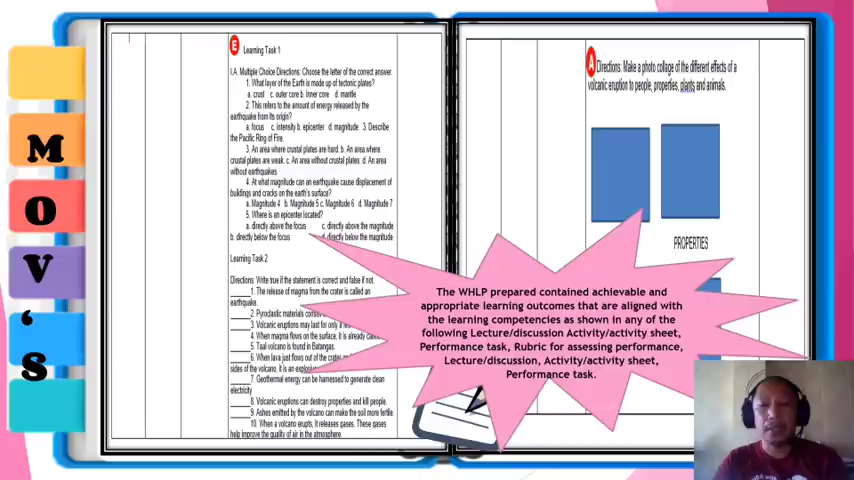 M
O
V
‘
S
E
Learning Task 1
I.A. Multiple Choice Directions: Choose the letter of the correct answer.
1. What layer of the Earth is made up of tectonic plates?
a. crust c. outer core b. Inner core d. mantle
2. This refers to the amount of energy released by the
earthquake from its origin?
a. focus c. intensity b. epicenter d. magnitude 3. Describe
the Pacific Ring of Fire.
3. An area where crustal plates are hard. b. An area where
crustal plates are weak. c. An area without crustal plates d. An area
without earthquakes
4. At what magnitude can an earthquake cause displacement of
buildings and cracks on the earth's surface?
a. Magnitude 4 b. Magnitude 5 c. Magnitude 6 d. Magnitude 7
5. Where is an epicenter located?
a. directly above the focus c. directly above the magnitude
b. directly below the focus d. directly below the magnitude
Learning Task 2
Directions: Write true if the statement is correct and false if not.
1. The release of magma from the crater is called an
earthquake.
2. Pyroclastic materials
3. Volcanic eruptions may last for only a
4. When magma flows on the surface, it is already
5. Taal volcano is found in Batangas.
6. When lava just flows out of the
sides of the volcano, it is an
7. Geothermal energy can be harnessed to generate clean
electricity
8. Volcanic eruptions can destroy properties and kill people.
9. Ashes emitted by the volcano can make the soil more fertile.
10. When a volcano erupts, it releases gases. These gases
help improve the quality of air in the atmosphere
A
Directions: Make a photo collage of the different effects of a
volcanic eruption to people, properties, plants and animals.
PROPERTIES
The WHLP prepared contained achievable and
appropriate learning outcomes that are aligned with
the learning competencies as shown in any of the
following Lecture/discussion Activity/activity sheet,
Performance task, Rubric for assessing performance,
Lecture/discussion, Activity/activity sheet,
Performance task.